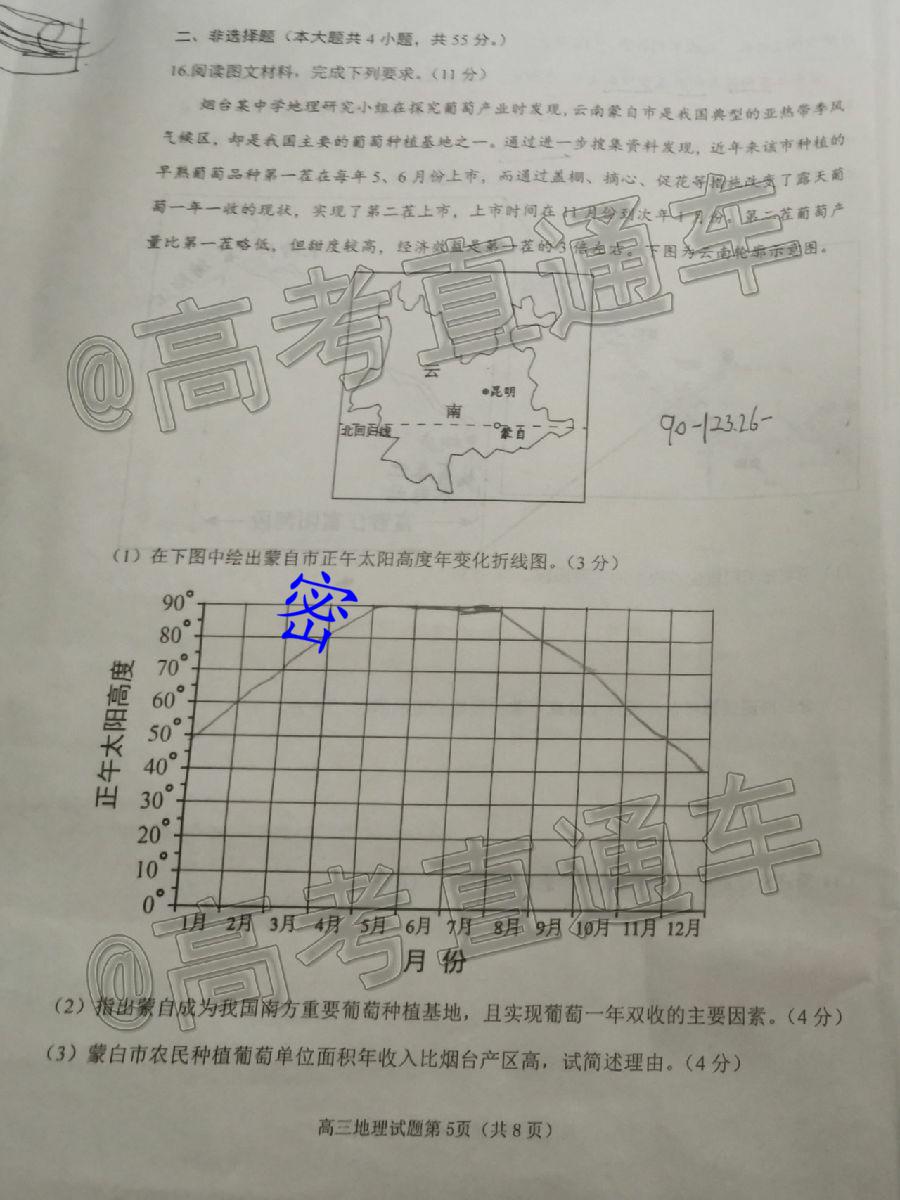 二、非选择题（本大题共4小题，共55分。）
16.阅读图文材料，完成下列要求。（11分）
烟台某中学地理研究小组在探究葡萄产业时发现，云南蒙自市是我国典型的亚热带季风
气候区，却是我国主要的葡萄种植基地之一。通过进一步搜集资料发现，近年来该市种植的
早熟葡萄品种第一茬在每年5、6月份上市，而通过盖棚、摘心、促花等措施改变了露天葡
萄一年一收的现状，实现了第二茬上市，上市时间在11月份到次年1月份。第二茬葡萄产
量比第一茬略低，但甜度较高，经济效益是第一茬的3倍左右。下图为云南轮廓示意图。
@高考直通车
云
昆明
南
北回归线
蒙自
90-123.26-
（1）在下图中绘出蒙自市正午太阳高度年变化折线图。（3分）
密
正午太阳高度
90°
80°
70°
60°
50°
40°
30°
20°
10°
0°
1月 2月 3月 4月 5月 6月 7月 8月 9月 10月 11月 12月
月 份
@高考直通车
（2）指出蒙自成为我国南方重要葡萄种植基地，且实现葡萄一年双收的主要因素。（4分）
（3）蒙白市农民种植葡萄单位面积年收入比烟台产区高，试简述理由。（4分）
高三地理试题第5页（共8页）